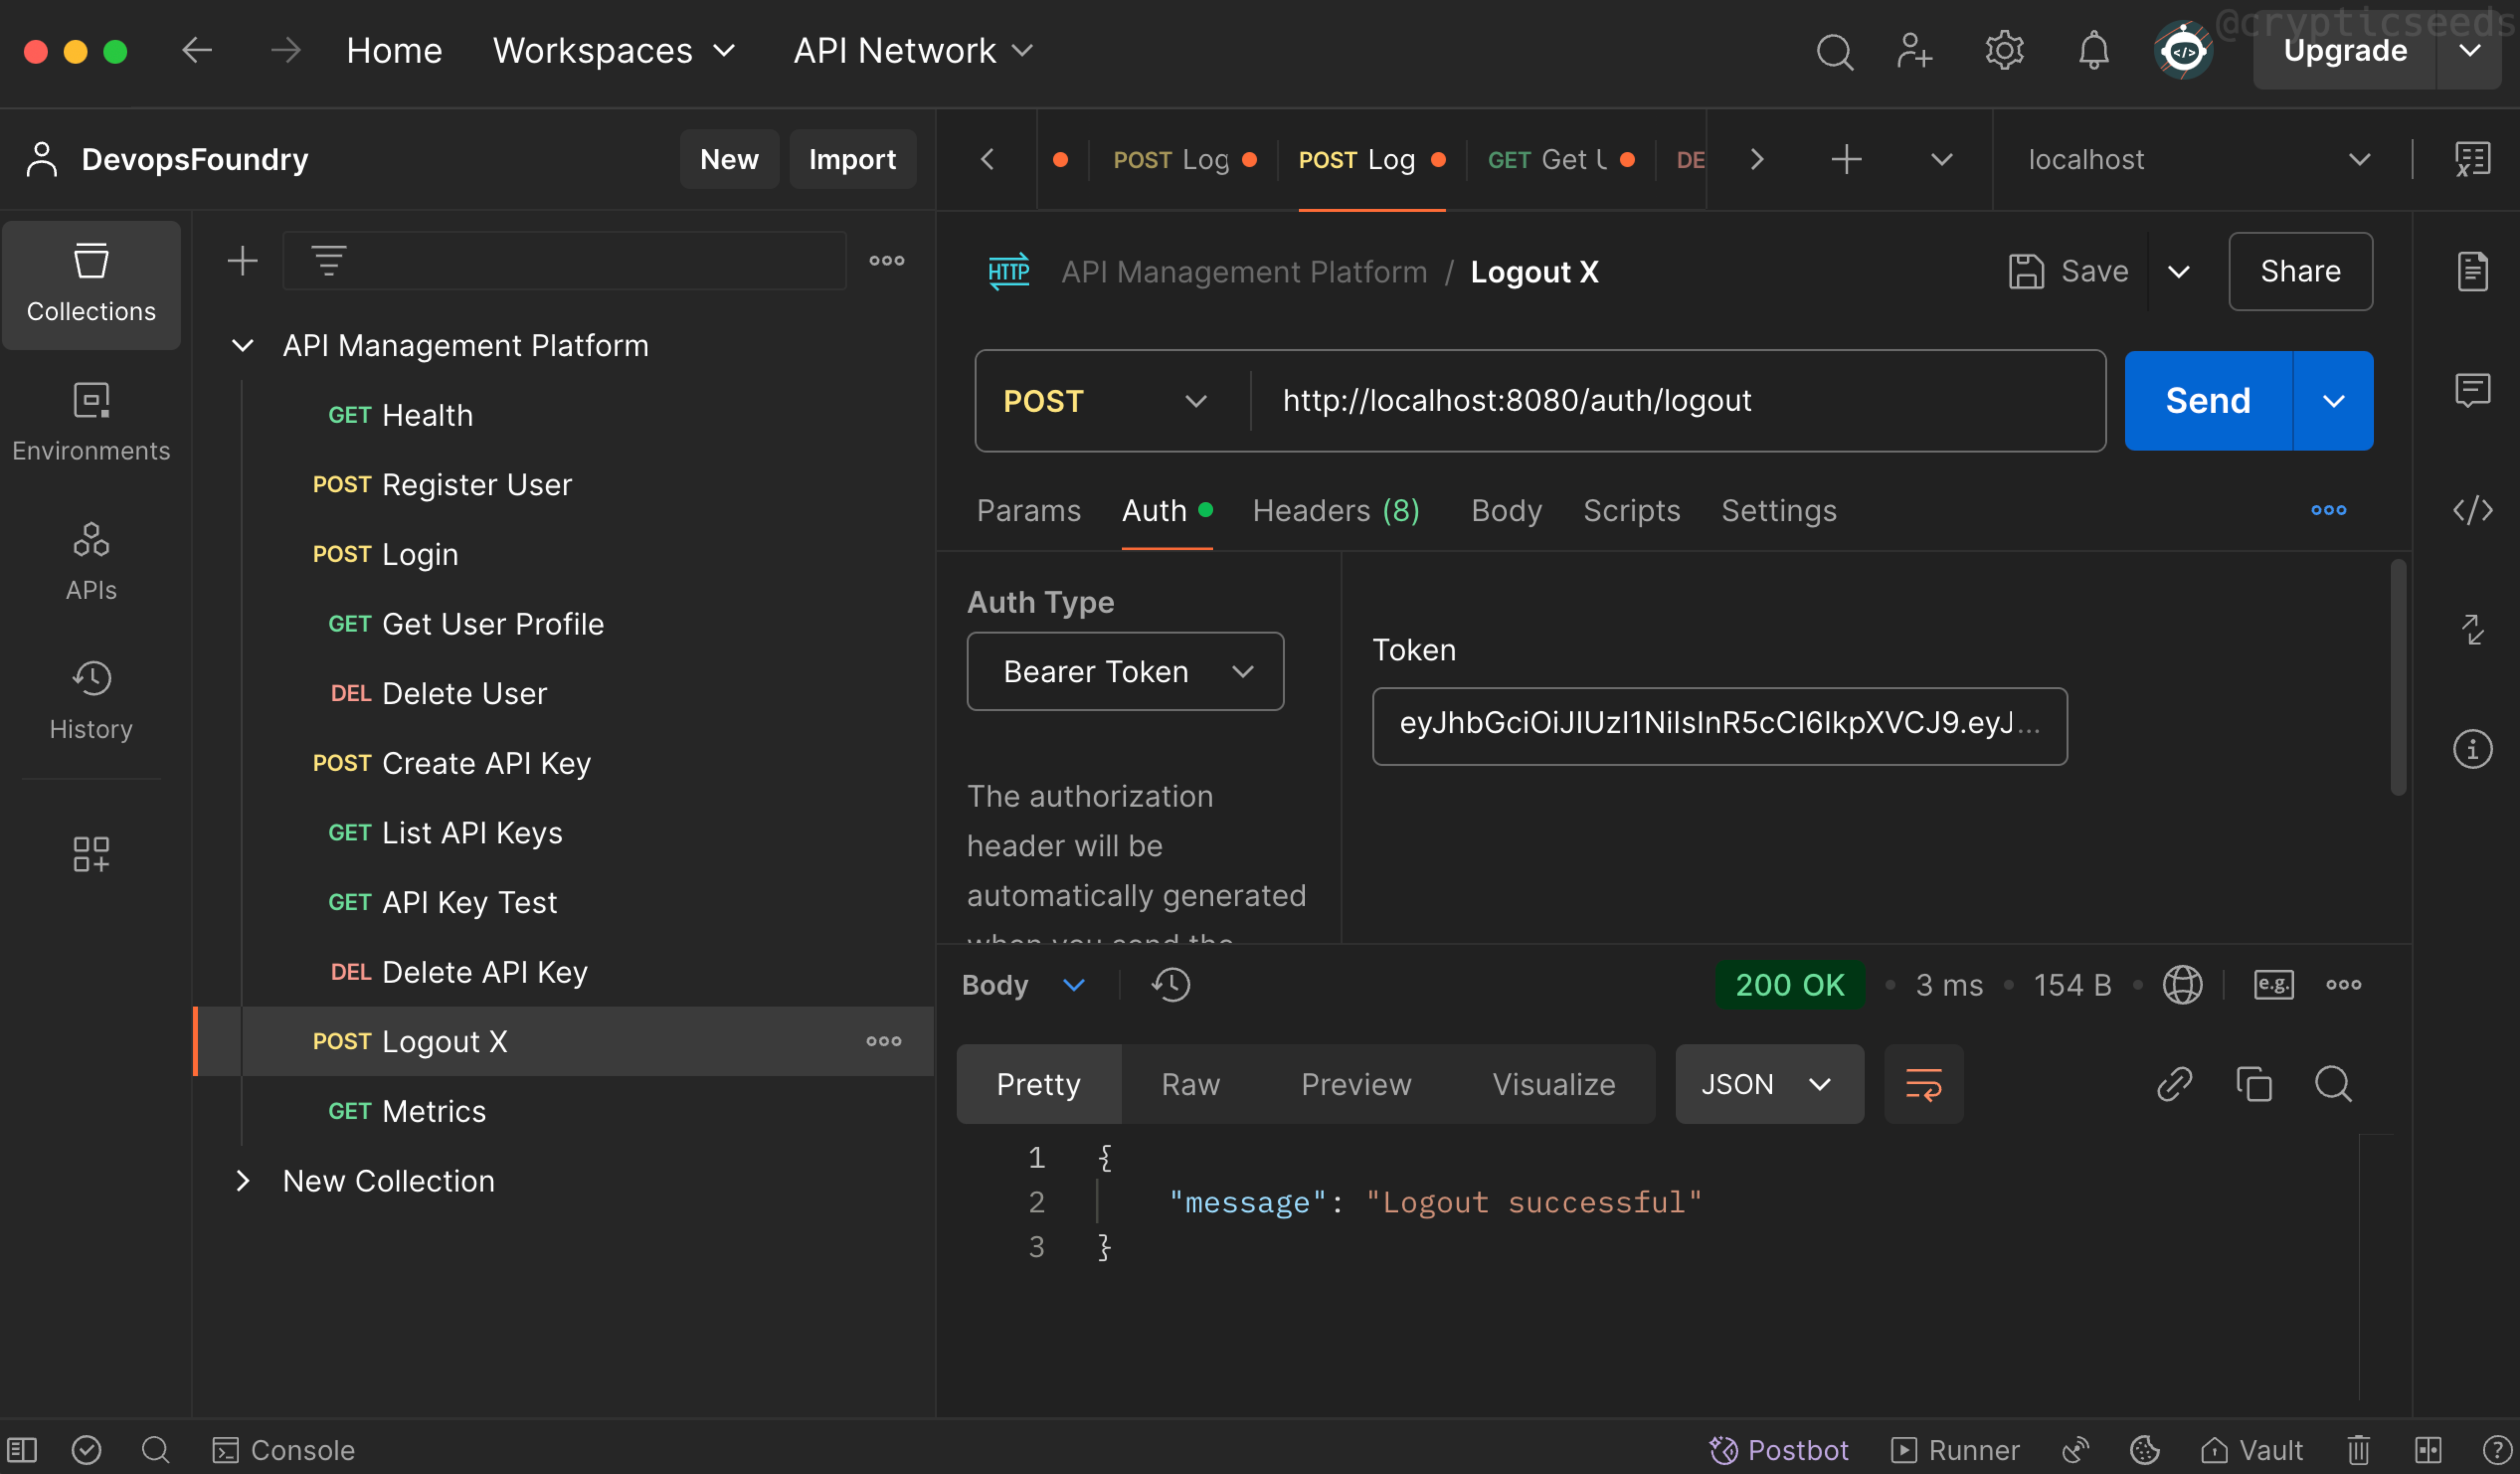 Home
Workspaces
API Network
@crypticseeds
Upgrade
DevopsFoundry
New
Import
POST Log
POST Log
GET Get U
DE
localhost
Collections
Environments
APIs
History
API Management Platform
GET Health
POST Register User
POST Login
GET Get User Profile
DEL Delete User
POST Create API Key
GET List API Keys
GET API Key Test
DEL Delete API Key
POST Logout X
GET Metrics
New Collection
HTTP
API Management Platform / Logout X
Save
Share
POST
http://localhost:8080/auth/logout
Send
Params
Auth
Headers (8)
Body
Scripts
Settings
Auth Type
Bearer Token
The authorization
header will be
automatically generated
when you send the
Token
eyJhbGciOiJIUzI1NiIsInR5cCI6IkpXVCJ9.eyJ...
Body
200 OK
3 ms
154 B
e.g.
Pretty
Raw
Preview
Visualize
JSON
1 {
2 "message": "Logout successful"
3 }
Console
Postbot
Runner
Vault